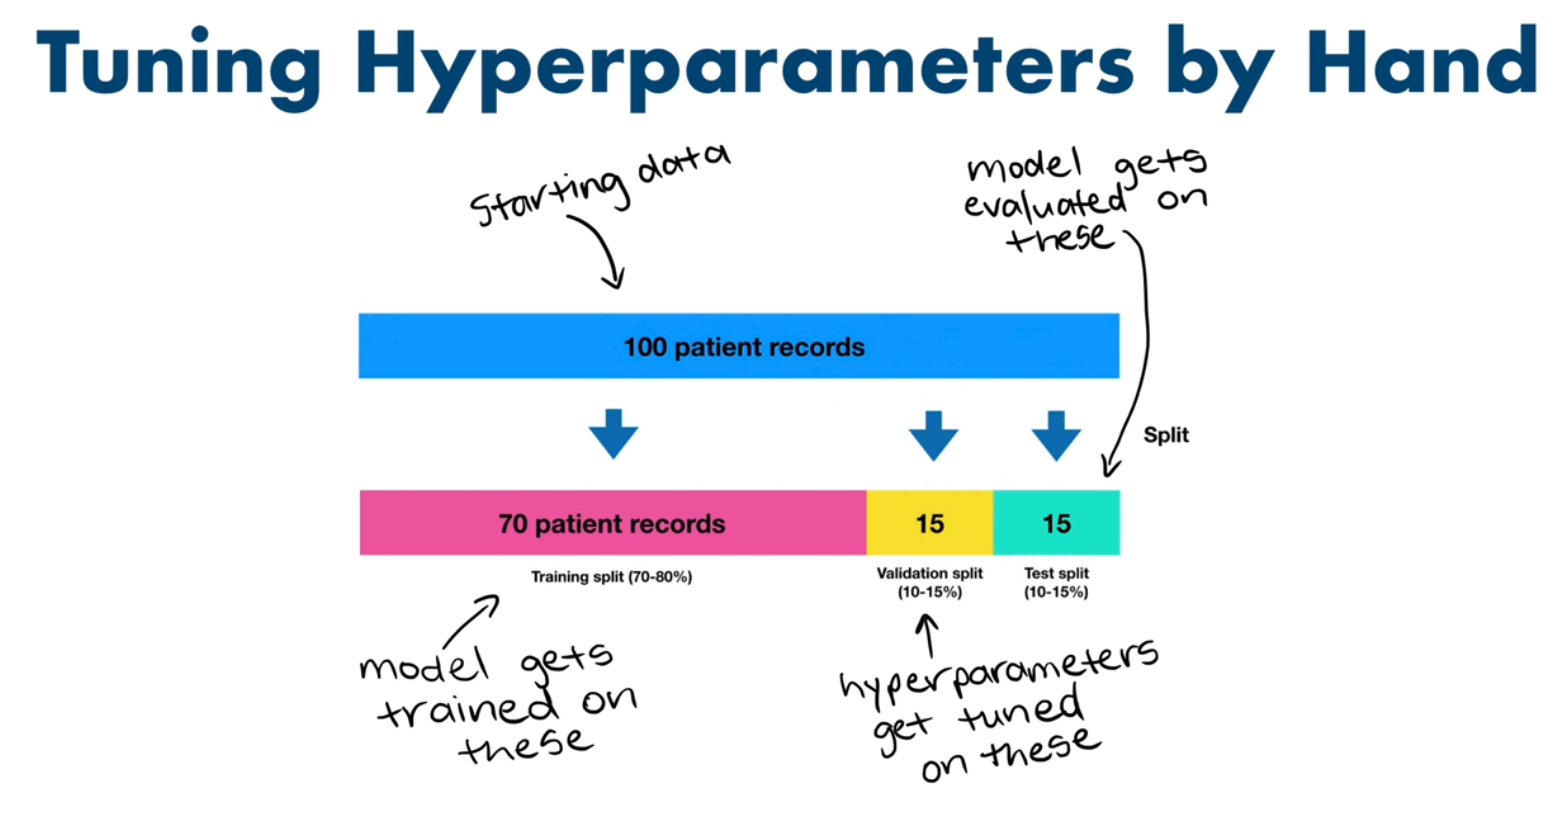 Tuning Hyperparameters by Hand
starting data
model gets
evaluated on
these
100 patient records
Split
70 patient records
15
15
Training split (70-80%)
Validation split
(10-15%)
Test split
(10-15%)
model gets
trained on
these
hyperparameters
get tuned
on these